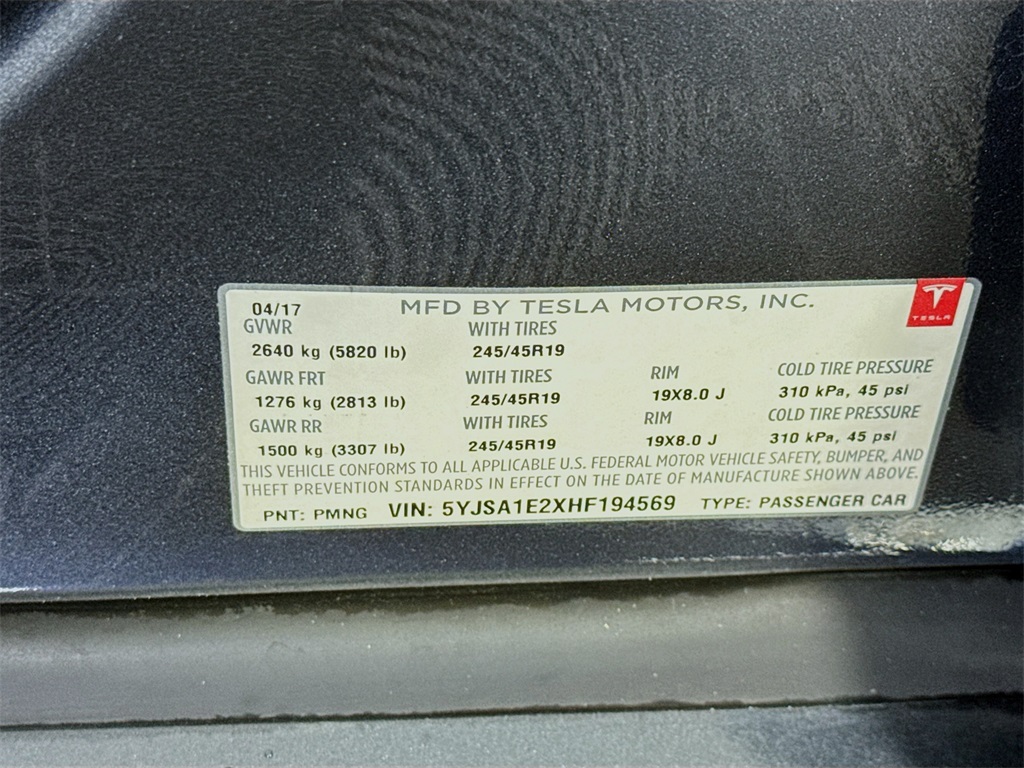 04/17 MFD BY TESLA MOTORS, INC.
TESLA
GVWR WITH TIRES
2640 kg (5820 lb) 245/45R19
GAWR FRT WITH TIRES RIM COLD TIRE PRESSURE
1276 kg (2813 lb) 245/45R19 19X8.0 J 310 kPa, 45 psi
GAWR RR WITH TIRES RIM COLD TIRE PRESSURE
1500 kg (3307 lb) 245/45R19 19X8.0 J 310 kPa, 45 psi
THIS VEHICLE CONFORMS TO ALL APPLICABLE U.S. FEDERAL MOTOR VEHICLE SAFETY, BUMPER, AND
THEFT PREVENTION STANDARDS IN EFFECT ON THE DATE OF MANUFACTURE SHOWN ABOVE.
PNT: PMNG VIN: 5YJSA1E2XHF194569 TYPE: PASSENGER CAR